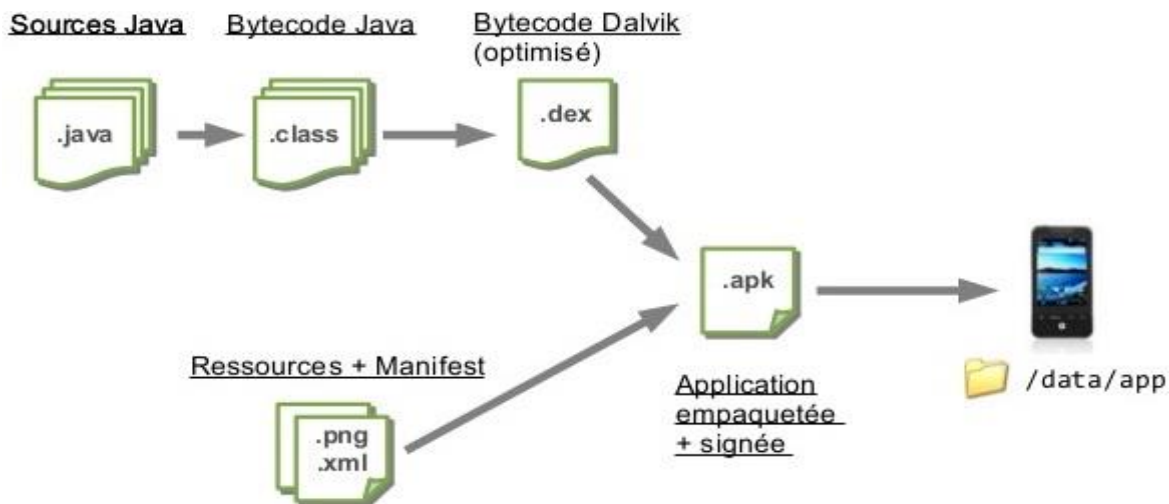 Sources Java
Bytecode Java
Bytecode Dalvik
(optimisé)
.java
.class
.dex
.apk
Ressources + Manifest
.png
.xml
Application
empaquetée
+ signée
/data/app